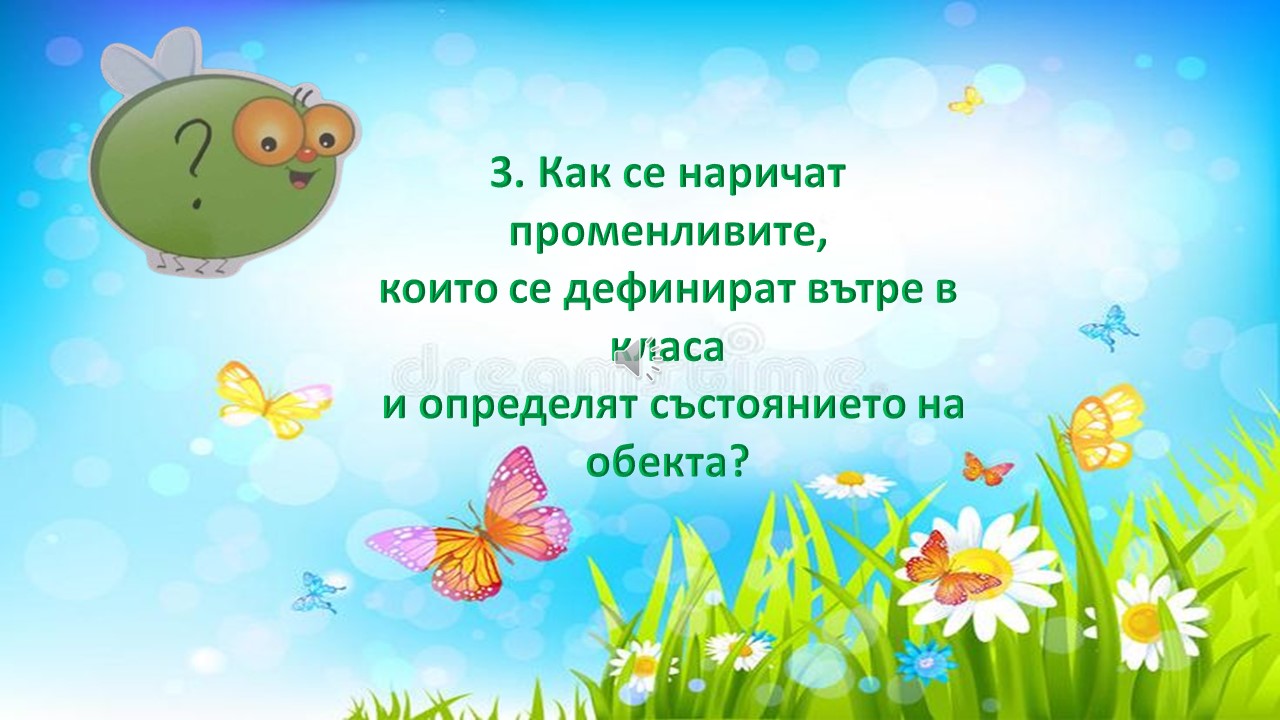 ?
3. Как се наричат
променливите,
които се дефинират вътре в
класа
dreamstime
и определят състоянието на
обекта?